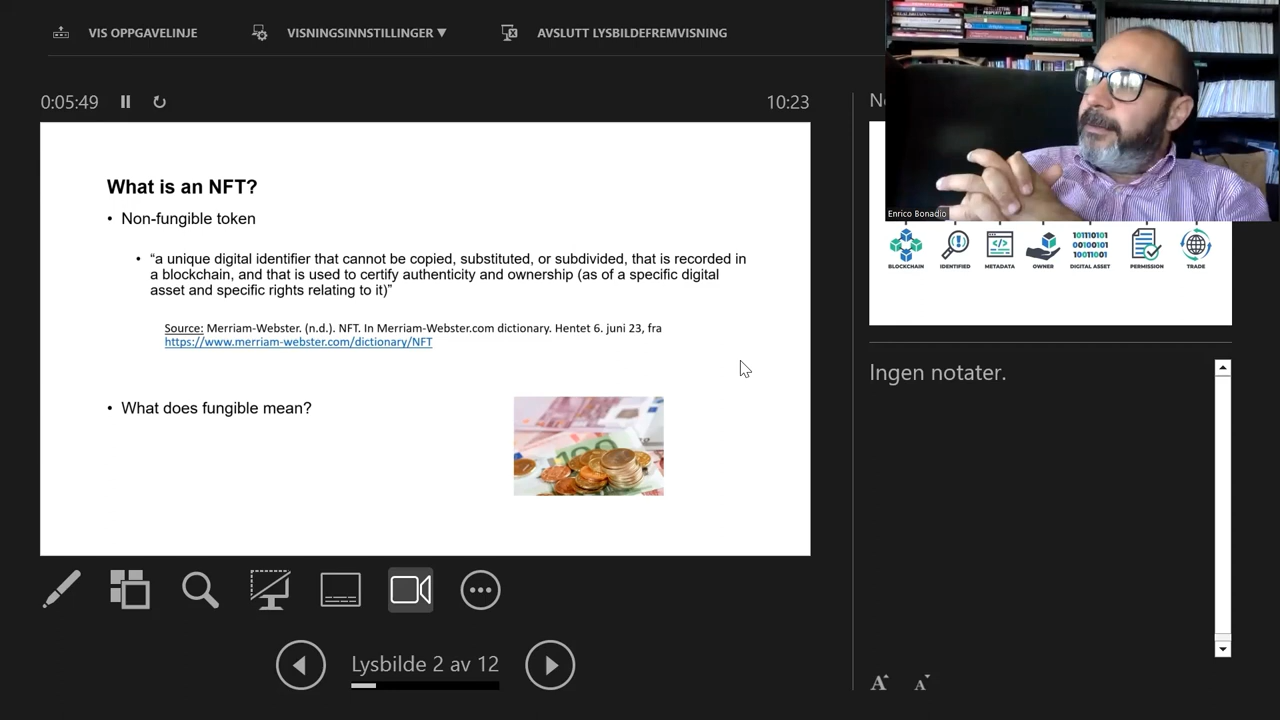 VIS OPPGAVELINJE
VISNINGSINNSTILLINGER ▼
AVSLUTT LYSBILDEFREMVISNING
0:05:49
10:23
What is an NFT?
• Non-fungible token
• “a unique digital identifier that cannot be copied, substituted, or subdivided, that is recorded in
a blockchain, and that is used to certify authenticity and ownership (as of a specific digital
asset and specific rights relating to it)”
Source: Merriam-Webster. (n.d.). NFT. In Merriam-Webster.com dictionary. Hentet 6. juni 23, fra
https://www.merriam-webster.com/dictionary/NFT
• What does fungible mean?
100
Lysbilde 2 av 12
Enrico Bonadio
BLOCKCHAIN
IDENTIFIED
METADATA
OWNER
DIGITAL ASSET
PERMISSION
TRADE
101110101
00100101
10011001
Ingen notater.
A
A